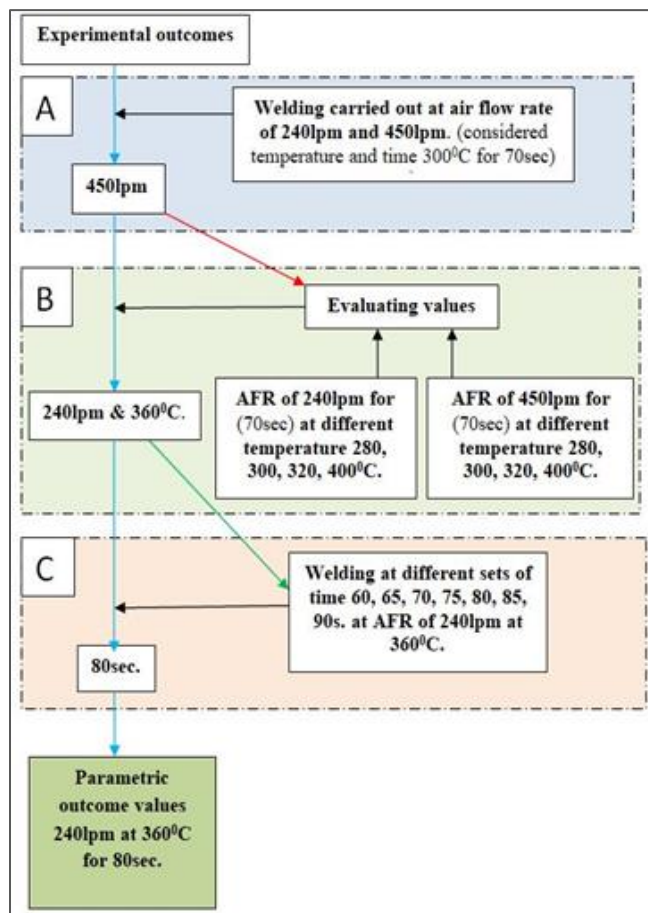 Experimental outcomes
A
Welding carried out at air flow rate
of 240lpm and 450lpm. (considered
temperature and time 300⁰C for 70sec)
450lpm
B
Evaluating values
240lpm & 360⁰C.
AFR of 240lpm for
(70sec) at different
temperature 280,
300, 320, 400⁰C.
AFR of 450lpm for
(70sec) at different
temperature 280,
300, 320, 400⁰C.
C
Welding at different sets of
time 60, 65, 70, 75, 80, 85,
90s. at AFR of 240lpm at
360⁰C.
80sec.
Parametric
outcome values
240lpm at 360⁰C
for 80sec.